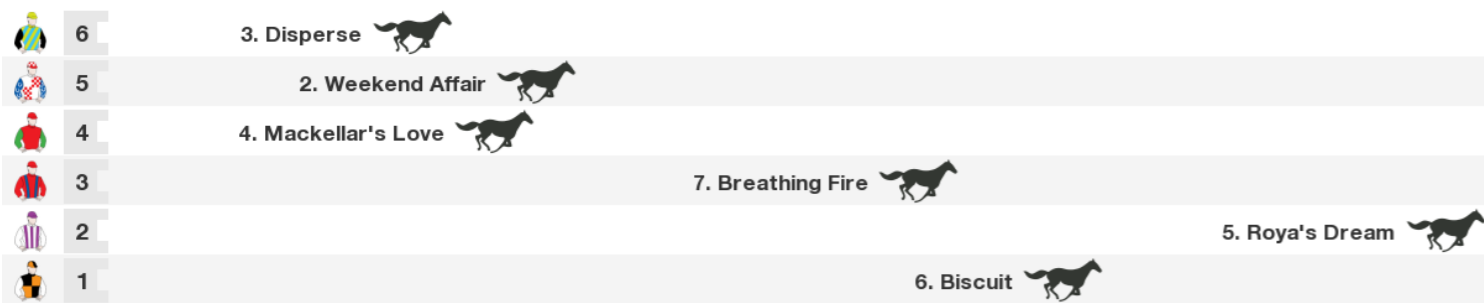 6 3. Disperse
5 2. Weekend Affair
4 4. Mackellar's Love
3 7. Breathing Fire
2 5. Roya's Dream
1 6. Biscuit